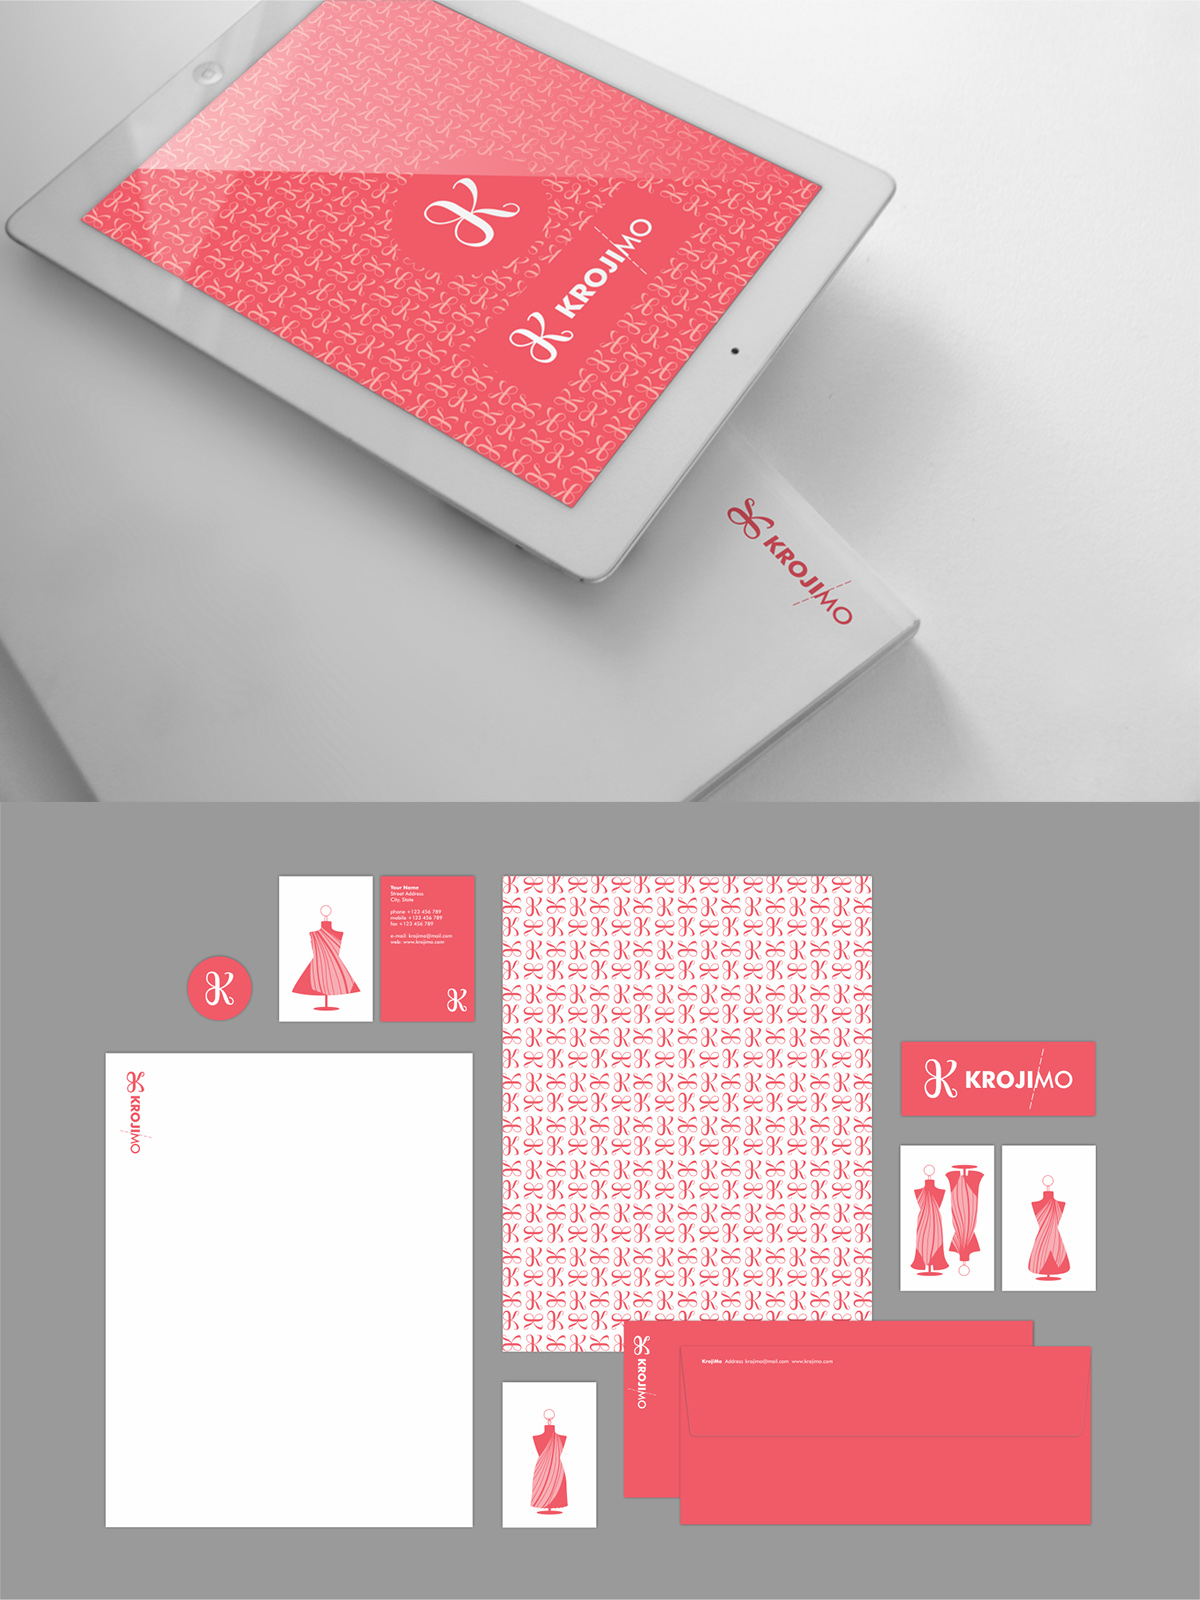 K
K KROJIMO
K KROJIMO
Your Name
Street Address
City, State
phone +123 456 789
mobile +123 456 789
fax +123 456 789
e-mail: krojimo@mail.com
web: www.krojimo.com
K
K
K KROJIMO
K KROJIMO
K KROJIMO
KrojiMo Address krojimo@mail.com www.krojimo.com